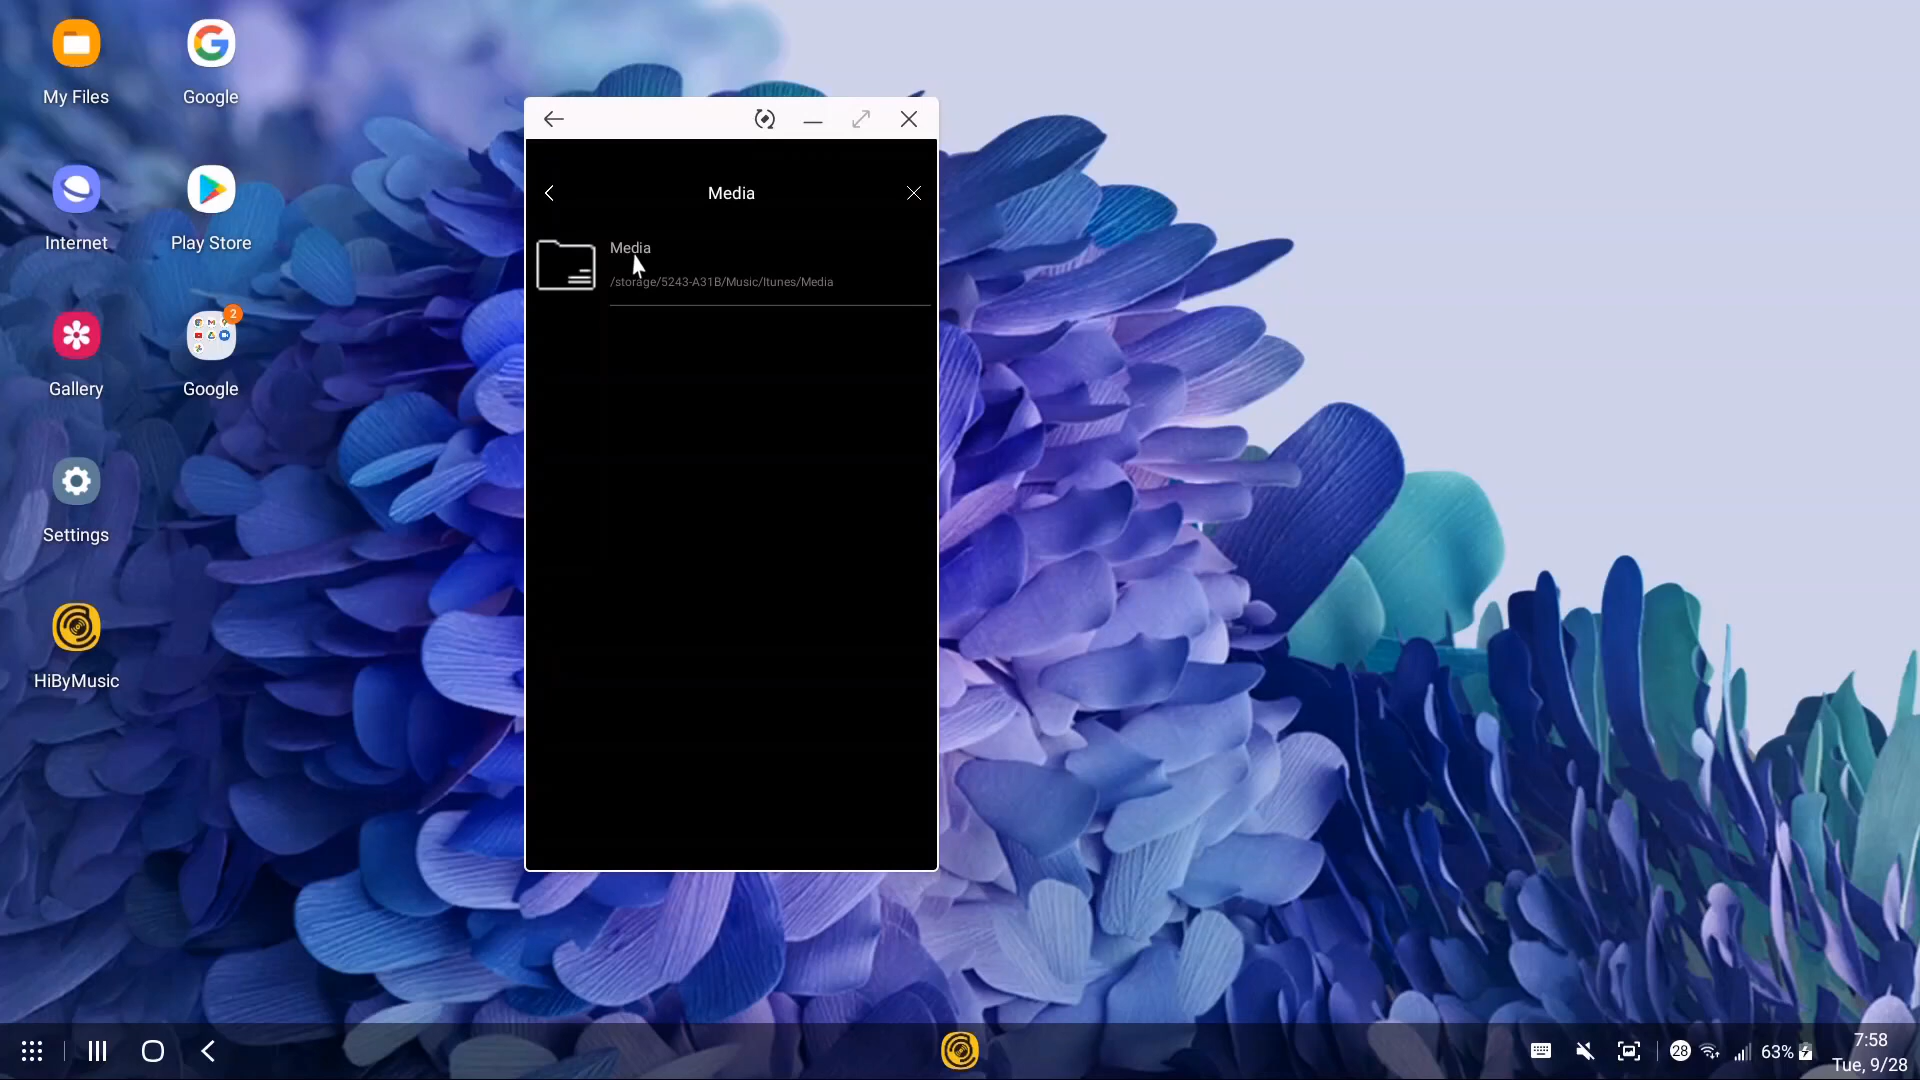 My Files
Google
Internet
Play Store
2
Gallery
Google
Settings
HiByMusic
Media
Media
/storage/5243-A31B/Music/Itunes/Media
28
63%
7:58
Tue, 9/28